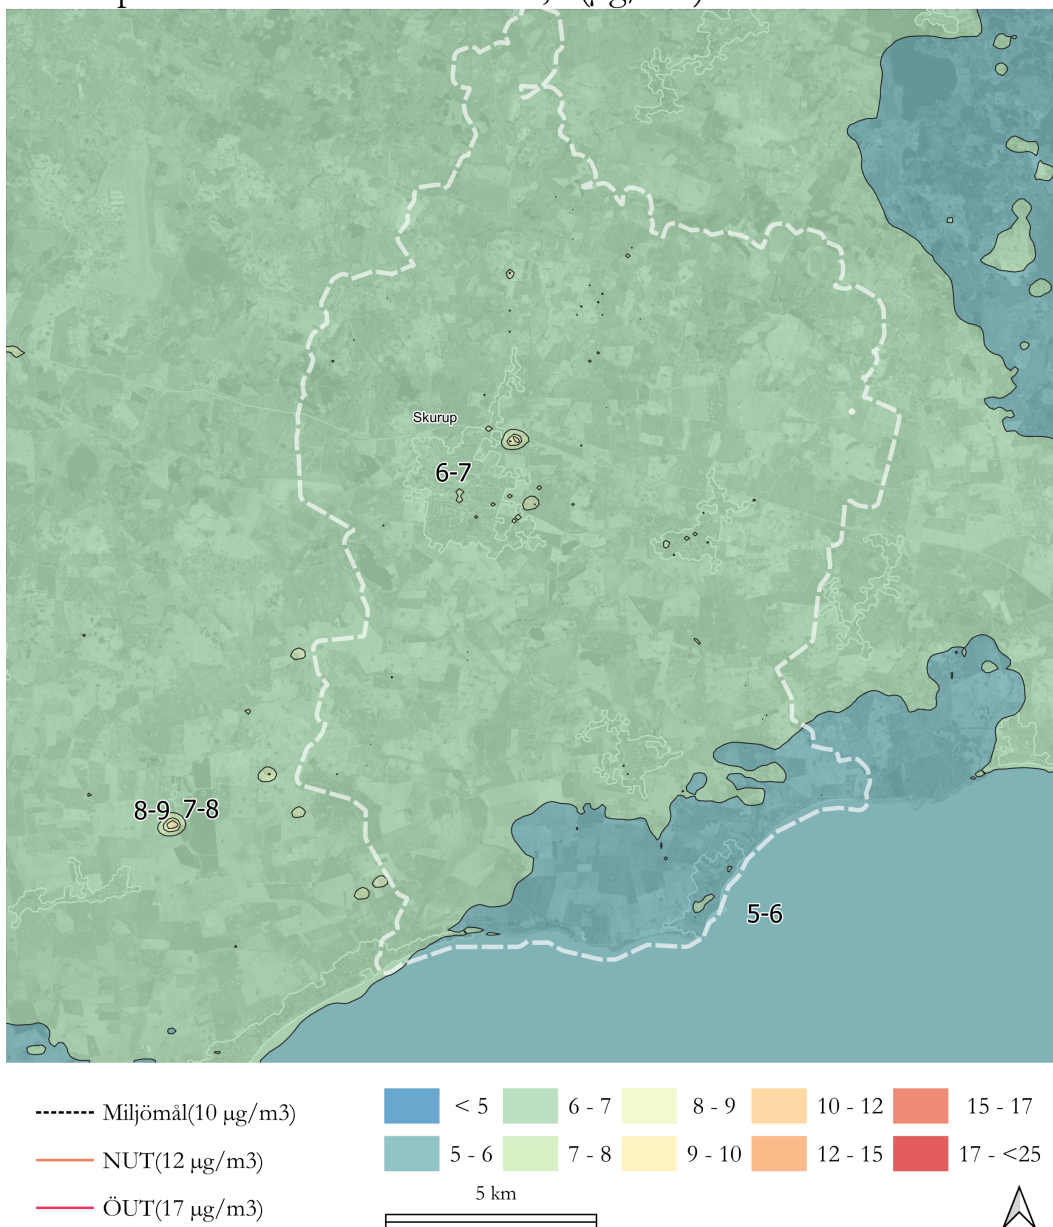 Skurup
6-7
8-9 7-8
5-6
Miljömål(10 µg/m3)
NUT(12 µg/m3)
ÖUT(17 µg/m3)
< 5 6 - 7 8 - 9 10 - 12 15 - 17
5 - 6 7 - 8 9 - 10 12 - 15 17 - <25
5 km